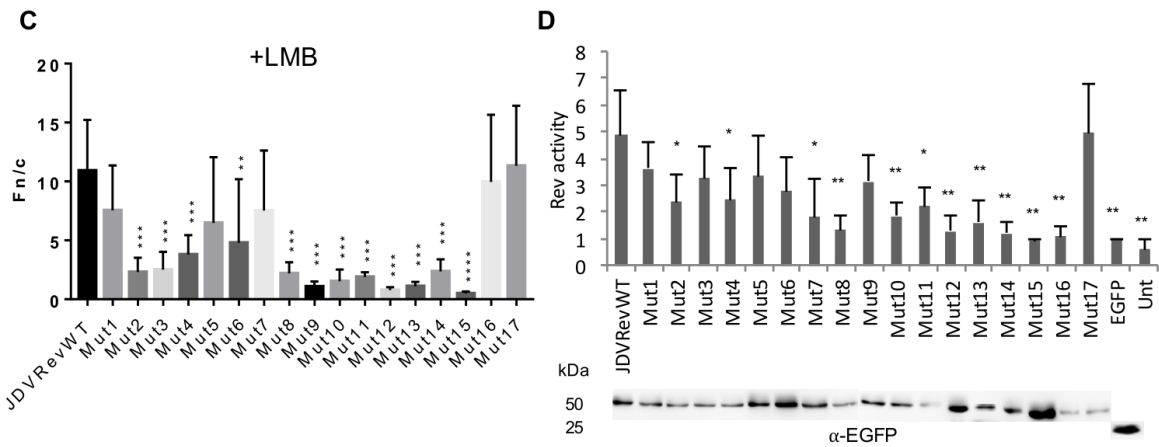 C
+LMB
Fn/c
20
15
10
5
0
***
***
***
**
***
***
***
***
***
***
***
****
JDVRevWT
Mut1
Mut2
Mut3
Mut4
Mut5
Mut6
Mut7
Mut8
Mut9
Mut10
Mut11
Mut12
Mut13
Mut14
Mut15
Mut16
Mut17
D
Rev activity
8
7
6
5
4
3
2
1
0
*
*
*
**
**
*
**
**
**
**
**
**
**
JDVRevWT
Mut1
Mut2
Mut3
Mut4
Mut5
Mut6
Mut7
Mut8
Mut9
Mut10
Mut11
Mut12
Mut13
Mut14
Mut15
Mut16
Mut17
EGFP
Unt
kDa
50
25
α-EGFP